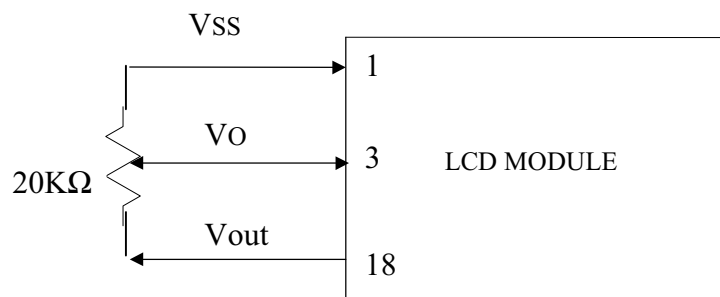 VSS
1
VO
3
LCD MODULE
20KΩ
Vout
18